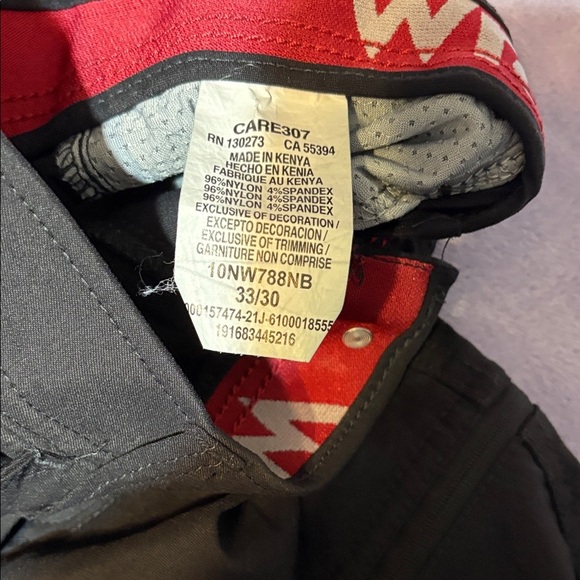 WR
CARE307
RN 130273 CA 55394
MADE IN KENYA
HECHO EN KENIA
FABRIQUE AU KENYA
96%NYLON 4%SPANDEX
96%NYLON 4%SPANDEX
96%NYLON 4%SPANDEX
EXCLUSIVE OF DECORATION/
EXCEPTO DECORACION/
EXCLUSIVE OF TRIMMING/
GARNITURE NON COMPRISE
10NW788NB
33/30
000157474-21J-6100018555
191683445216
W